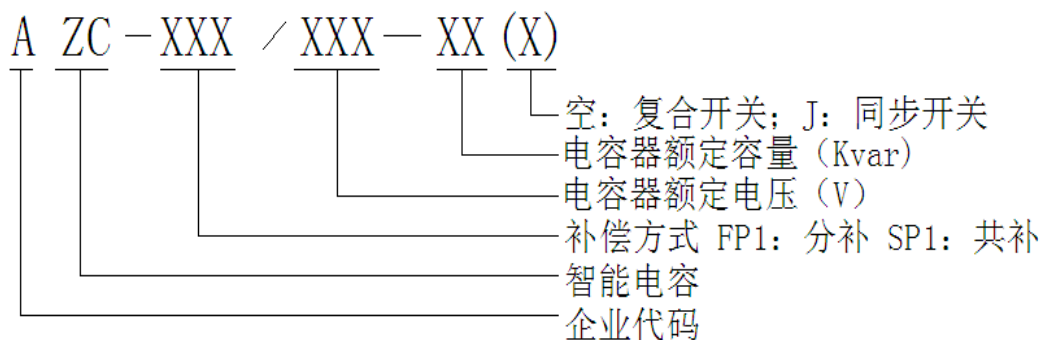 A ZC-XXX/XXX-XX(X)
空：复合开关；J：同步开关
电容器额定容量（Kvar)
电容器额定电压（V）
补偿方式 FP1：分补 SP1：共补
智能电容
企业代码